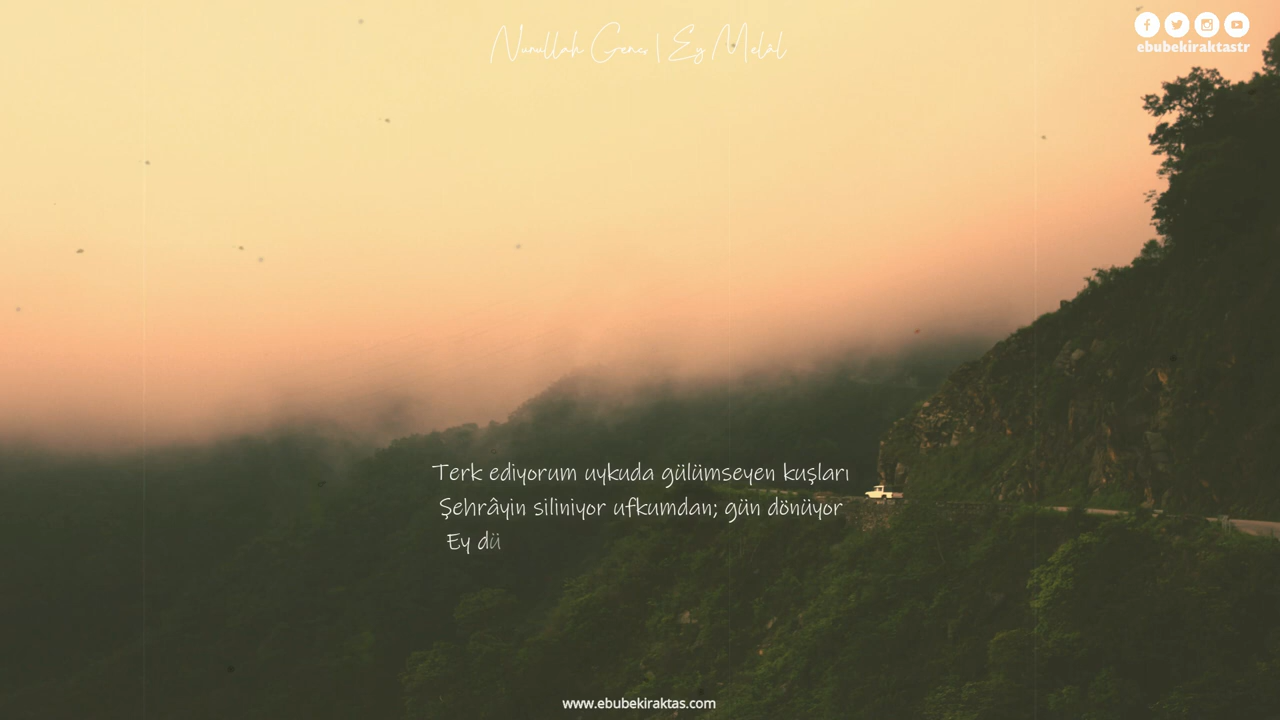 Nurullah Genç | Ey Melâl
ebubekiraktastr
Terk ediyorum uykuda gülümseyen kuşları
Şehrâyin siliniyor ufkumdan; gün dönüyor
Ey dü
www.ebubekiraktas.com